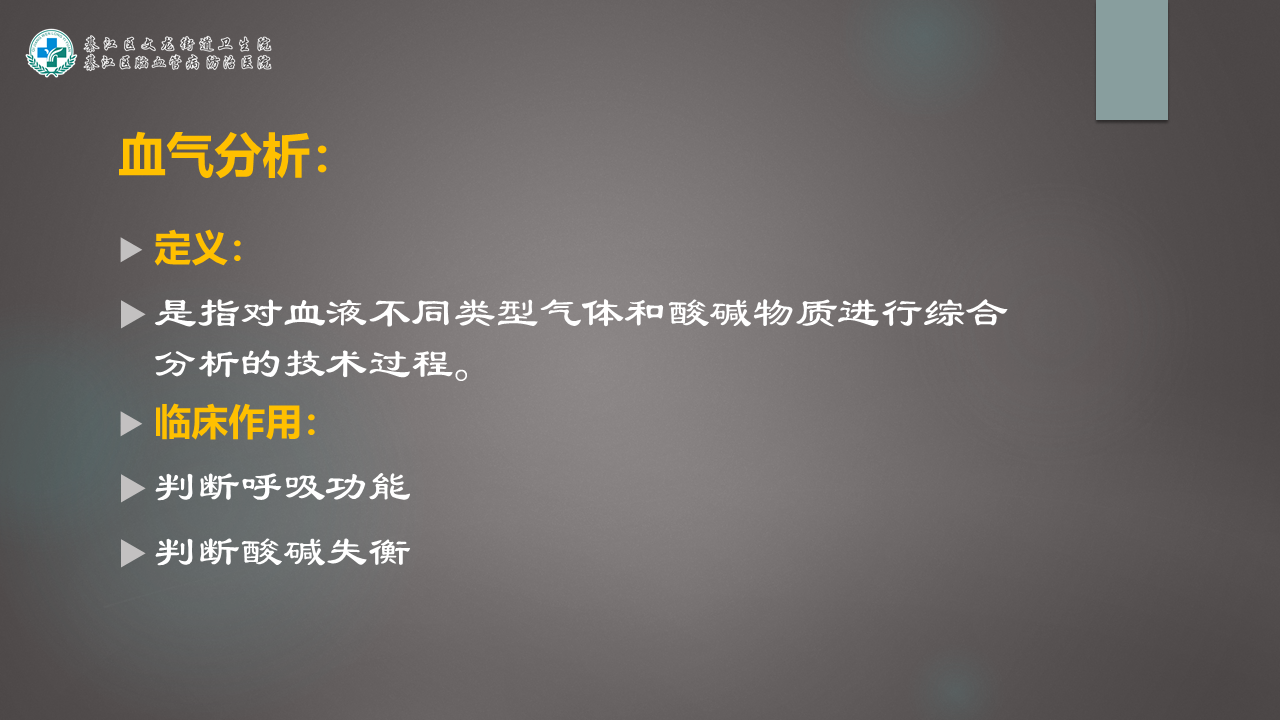 綦江区文龙街道卫生院
綦江区脑血管病防治医院
血气分析：
定义：
是指对血液不同类型气体和酸碱物质进行综合
分析的技术过程。
临床作用：
判断呼吸功能
判断酸碱失衡